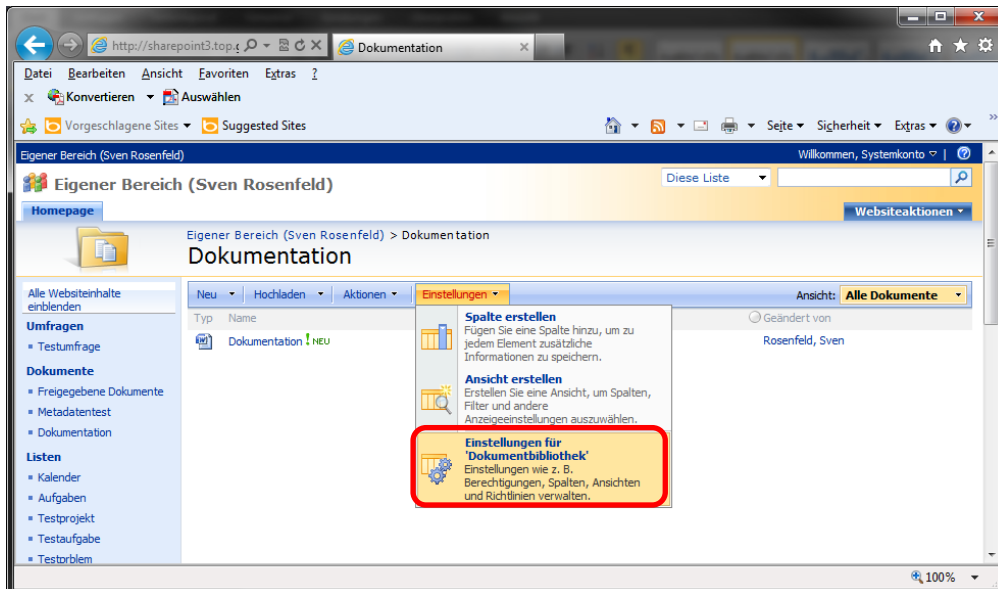 http://sharepoint3.top.g
Dokumentation
Datei Bearbeiten Ansicht Favoriten Extras ?
x Konvertieren Auswählen
Vorgeschlagene Sites Suggested Sites
Seite Sicherheit Extras
Eigener Bereich (Sven Rosenfeld)
Willkommen, Systemkonto
Eigener Bereich (Sven Rosenfeld)
Diese Liste
Homepage
Websiteaktionen
Eigener Bereich (Sven Rosenfeld) > Dokumentation
Dokumentation
Alle Websiteinhalte
einblenden
Umfragen
Testumfrage
Dokumente
Freigegebene Dokumente
Metadatentest
Dokumentation
Listen
Kalender
Aufgaben
Testprojekt
Testaufgabe
Testprblem
Neu Hochladen Aktionen Einstellungen
Ansicht: Alle Dokumente
Typ Name Geändert von
Dokumentation ! NEU Rosenfeld, Sven
Spalte erstellen
Fügen Sie eine Spalte hinzu, um zu
jedem Element zusätzliche
Informationen zu speichern.
Ansicht erstellen
Erstellen Sie eine Ansicht, um Spalten,
Filter und andere
Anzeigeeinstellungen auszuwählen.
Einstellungen für
'Dokumentbibliothek'
Einstellungen wie z. B.
Berechtigungen, Spalten, Ansichten
und Richtlinien verwalten.
100%